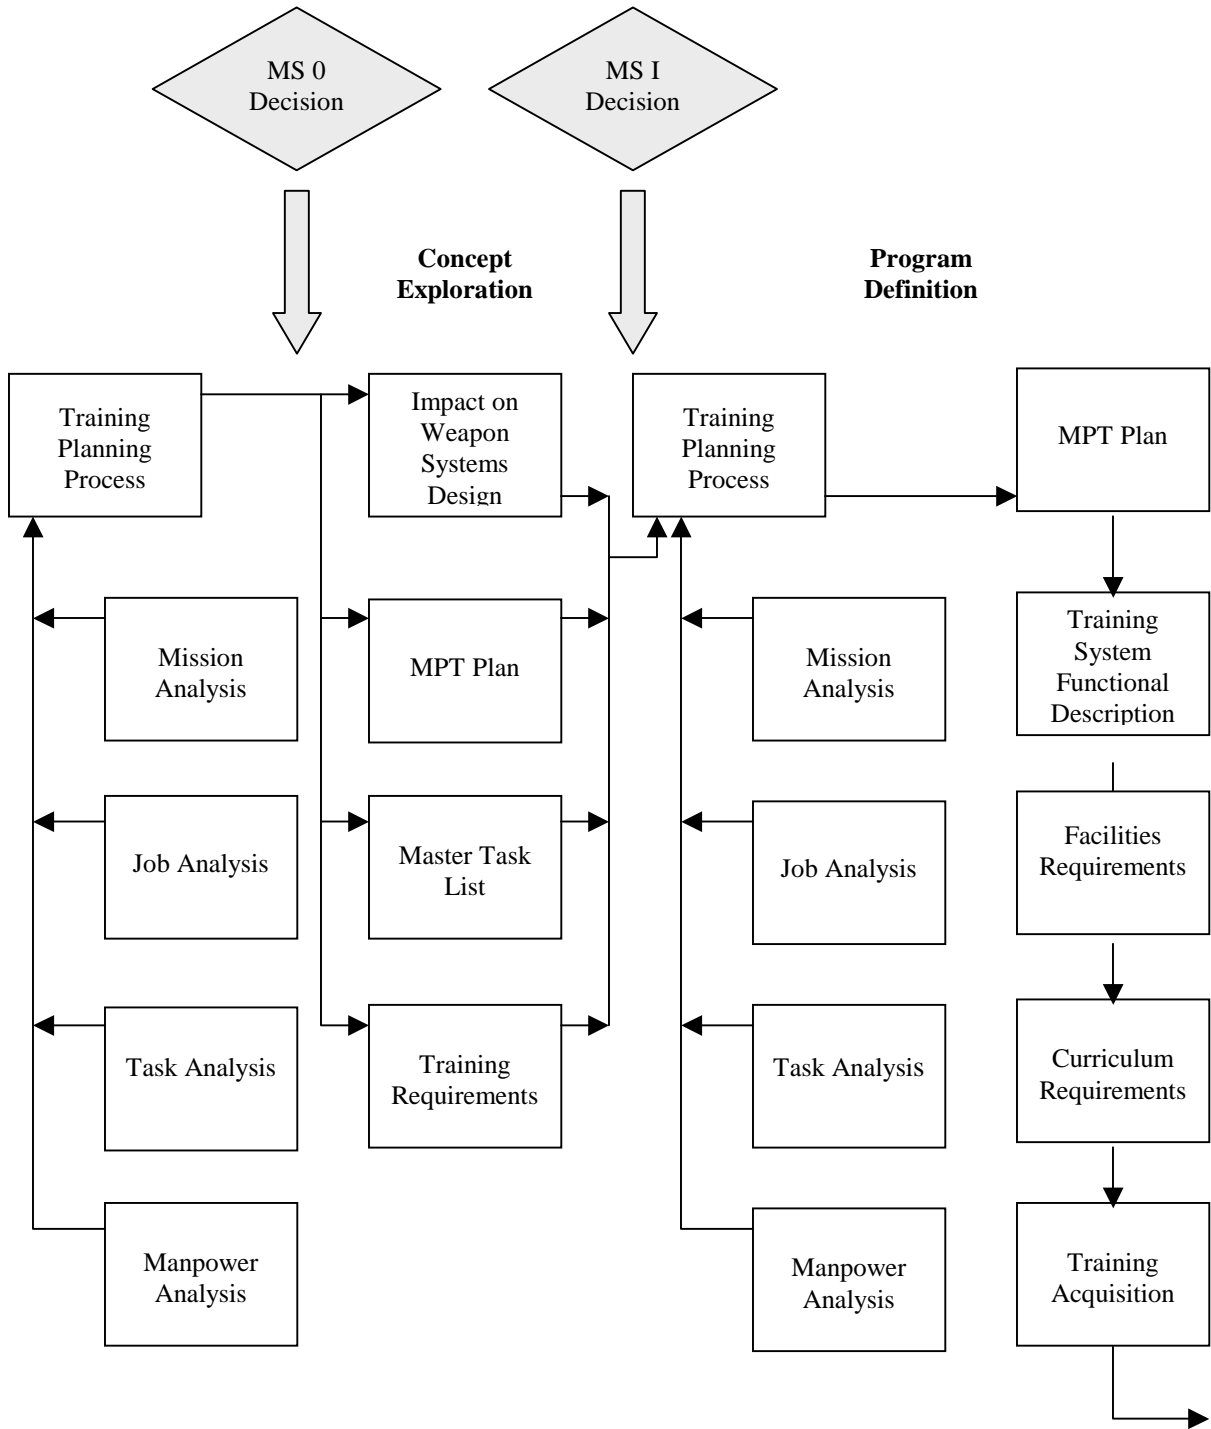 MS 0
Decision
MS I
Decision
Concept
Exploration
Program
Definition
Training
Planning
Process
Impact on
Weapon
Systems
Design
Training
Planning
Process
MPT Plan
Mission
Analysis
MPT Plan
Mission
Analysis
Training
System
Functional
Description
Job Analysis
Master Task
List
Job Analysis
Facilities
Requirements
Task Analysis
Training
Requirements
Task Analysis
Curriculum
Requirements
Manpower
Analysis
Manpower
Analysis
Training
Acquisition